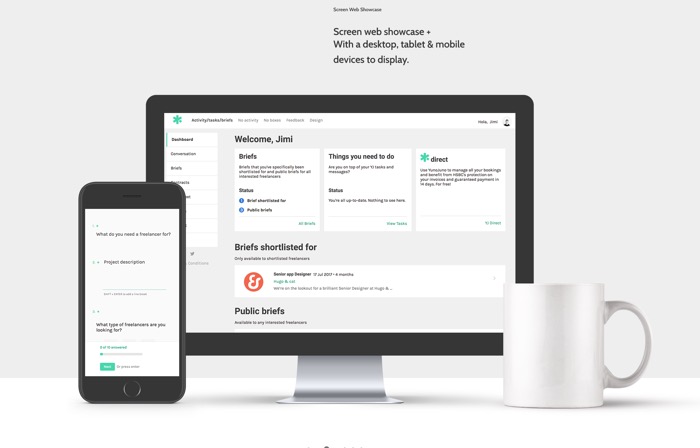 Screen Web Showcase
Screen web showcase +
With a desktop, tablet & mobile
devices to display.
Activity/tasks/briefs No activity No boxes Feedback Design
Hello, Jimi
Dashboard
Conversation
Briefs
Welcome, Jimi
Briefs
Briefs that you've specifically been
shortlisted for and public briefs for all
interested freelancers
Status
Brief shortlisted for
Public briefs
All Briefs
Things you need to do
Are you on top of your tasks and
messages?
Status
You're all up-to-date. Nothing to see here.
View Tasks
direct
to manage all your bookings
and benefit from protection on
your invoices and guaranteed payment in
14 days. For free!
Direct
Briefs shortlisted for
Only available to shortlisted freelancers
Senior app Designer 17 Jul 2017 • 4 months
Hugo & cat
We're on the lookout for a brilliant Senior Designer at Hugo &...
Public briefs
Available to any interested freelancers
What do you need a freelancer for?
Project description
What type of freelancers are you
looking for?
0 of 10 answered
Next or press enter